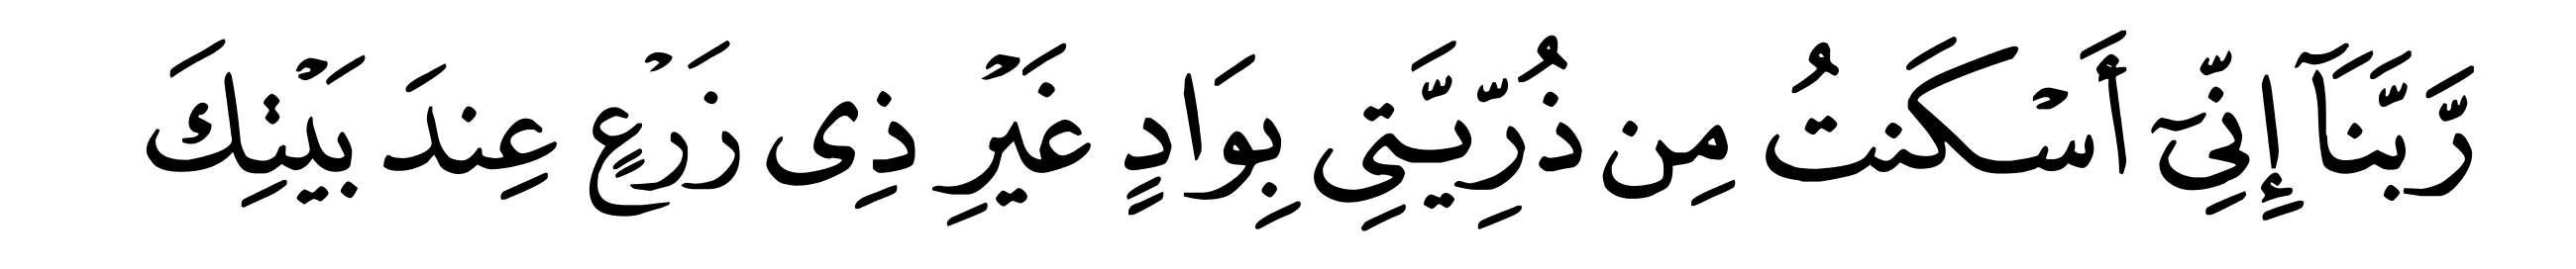 رَّبَّنَآ إِنِّىٓ أَسْكَنتُ مِن ذُرِّيَّتِى بِوَادٍ غَيْرِ ذِى زَرْعٍ عِندَ بَيْتِكَ